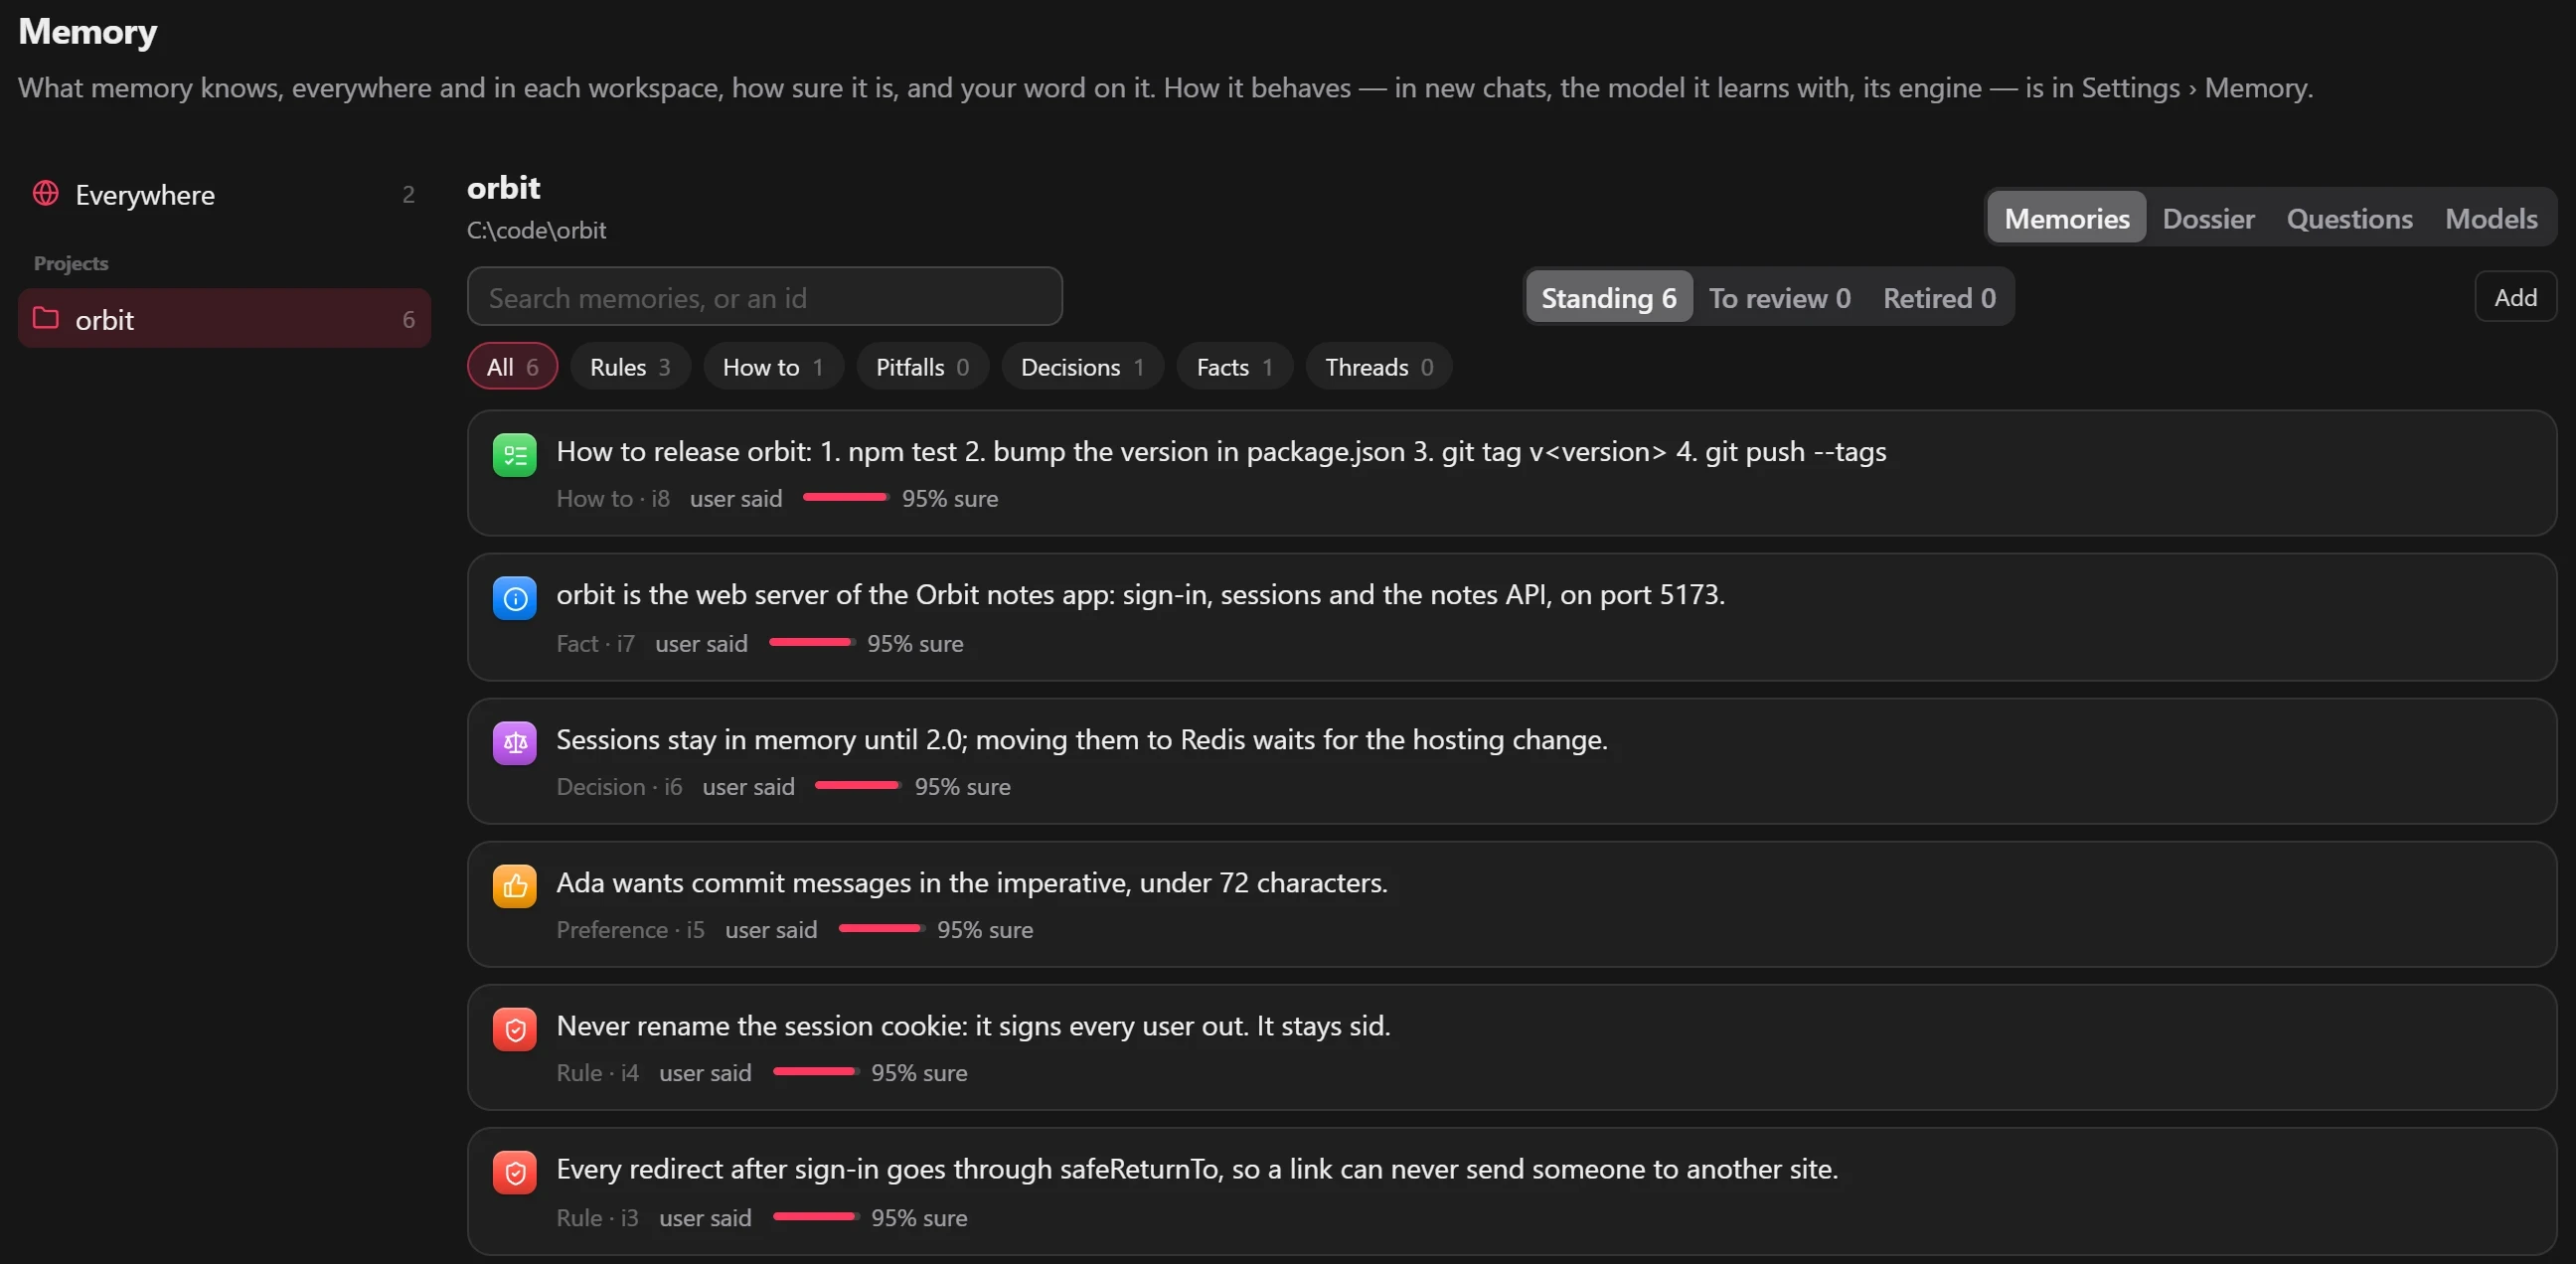 Memory
What memory knows, everywhere and in each workspace, how sure it is, and your word on it. How it behaves — in new chats, the model it learns with, its engine — is in Settings › Memory.
Everywhere 2
Projects
orbit 6
orbit
C:\code\orbit
Memories Dossier Questions Models
Search memories, or an id
Standing 6 To review 0 Retired 0
Add
All 6 Rules 3 How to 1 Pitfalls 0 Decisions 1 Facts 1 Threads 0
How to release orbit: 1. npm test 2. bump the version in package.json 3. git tag v<version> 4. git push --tags
How to · i8 user said 95% sure
orbit is the web server of the Orbit notes app: sign-in, sessions and the notes API, on port 5173.
Fact · i7 user said 95% sure
Sessions stay in memory until 2.0; moving them to Redis waits for the hosting change.
Decision · i6 user said 95% sure
Ada wants commit messages in the imperative, under 72 characters.
Preference · i5 user said 95% sure
Never rename the session cookie: it signs every user out. It stays sid.
Rule · i4 user said 95% sure
Every redirect after sign-in goes through safeReturnTo, so a link can never send someone to another site.
Rule · i3 user said 95% sure